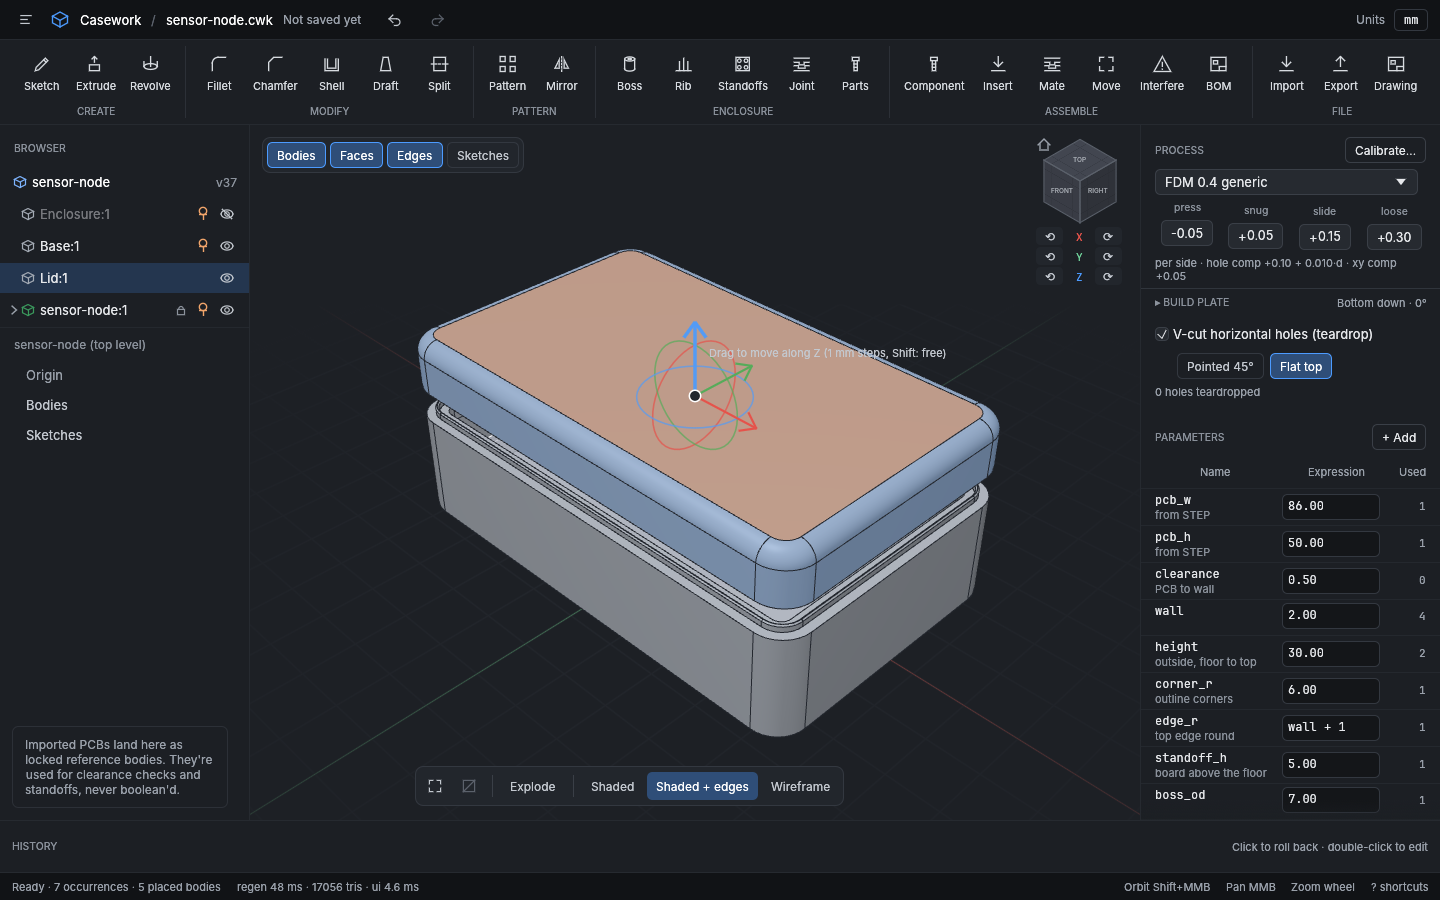 Casework / sensor-node.cwk Not saved yet
Units mm
Sketch Extrude Revolve Fillet Chamfer Shell Draft Split Pattern Mirror Boss Rib Standoffs Joint Parts Component Insert Mate Move Interfere BOM Import Export Drawing
CREATE MODIFY PATTERN ENCLOSURE ASSEMBLE FILE
BROWSER
sensor-node v37
Enclosure:1
Base:1
Lid:1
sensor-node:1
sensor-node (top level)
Origin
Bodies
Sketches
Imported PCBs land here as
locked reference bodies. They're
used for clearance checks and
standoffs, never boolean'd.
Bodies Faces Edges Sketches
TOP
FRONT RIGHT
X
Y
Z
Drag to move along Z (1 mm steps, Shift: free)
Explode Shaded Shaded + edges Wireframe
PROCESS Calibrate...
FDM 0.4 generic
press snug slide loose
-0.05 +0.05 +0.15 +0.30
per side · hole comp +0.10 + 0.010·d · xy comp
+0.05
BUILD PLATE Bottom down · 0°
V-cut horizontal holes (teardrop)
Pointed 45° Flat top
0 holes teardropped
PARAMETERS + Add
Name Expression Used
pcb_w 86.00 1
from STEP
pcb_h 50.00 1
from STEP
clearance 0.50 0
PCB to wall
wall 2.00 4
height 30.00 2
outside, floor to top
corner_r 6.00 1
outline corners
edge_r wall + 1 1
top edge round
standoff_h 5.00 1
board above the floor
boss_od 7.00 1
HISTORY Click to roll back · double-click to edit
Ready · 7 occurrences · 5 placed bodies regen 48 ms · 17056 tris · ui 4.6 ms
Orbit Shift+MMB Pan MMB Zoom wheel ? shortcuts